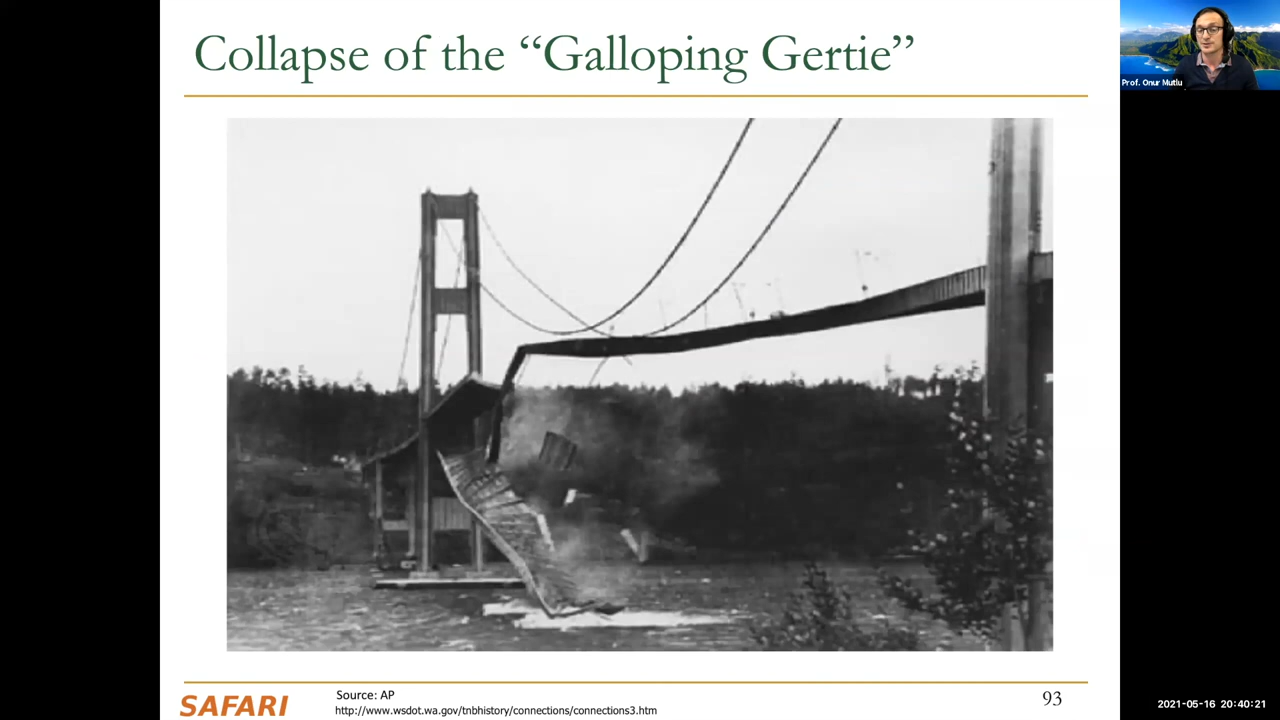 Collapse of the “Galloping Gertie”
Prof. Onur Mutlu
SAFARI
Source: AP
http://www.wsdot.wa.gov/tnbhistory/connections/connections3.htm
93
2021-05-16 20:40:21